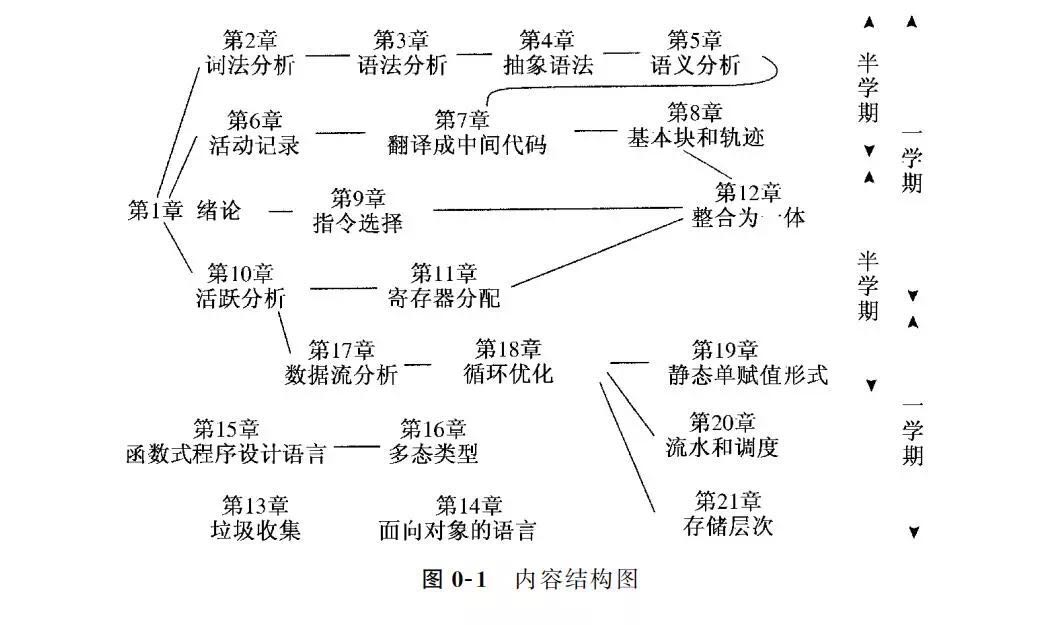 第2章 第3章 第4章 第5章
词法分析 语法分析 抽象语法 语义分析
第6章 第7章 第8章
活动记录 翻译成中间代码 基本块和轨迹
第9章 第12章
第1章 绪论 指令选择 整合为一体
第10章 第11章
活跃分析 寄存器分配
第17章 第18章 第19章
数据流分析 循环优化 静态单赋值形式
第15章 第16章 第20章
函数式程序设计语言 多态类型 流水和调度
第13章 第14章 第21章
垃圾收集 面向对象的语言 存储层次
半学期
一学期
半学期
一学期
图 0-1 内容结构图